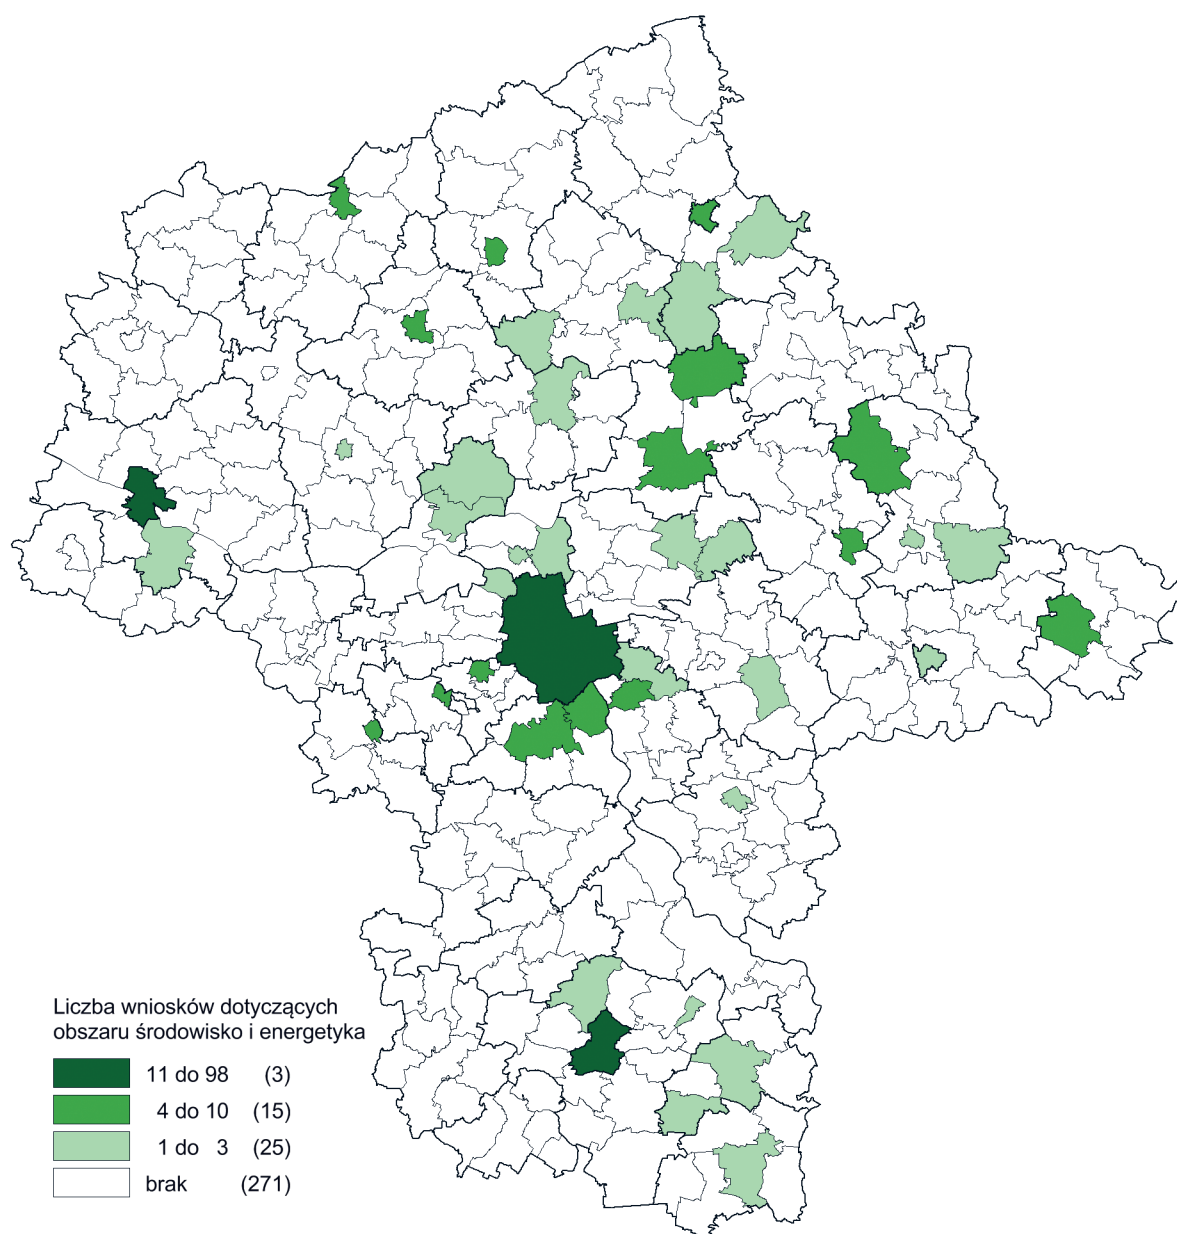 Liczba wniosków dotyczących
obszaru środowisko i energetyka
11 do 98 (3)
4 do 10 (15)
1 do 3 (25)
brak (271)